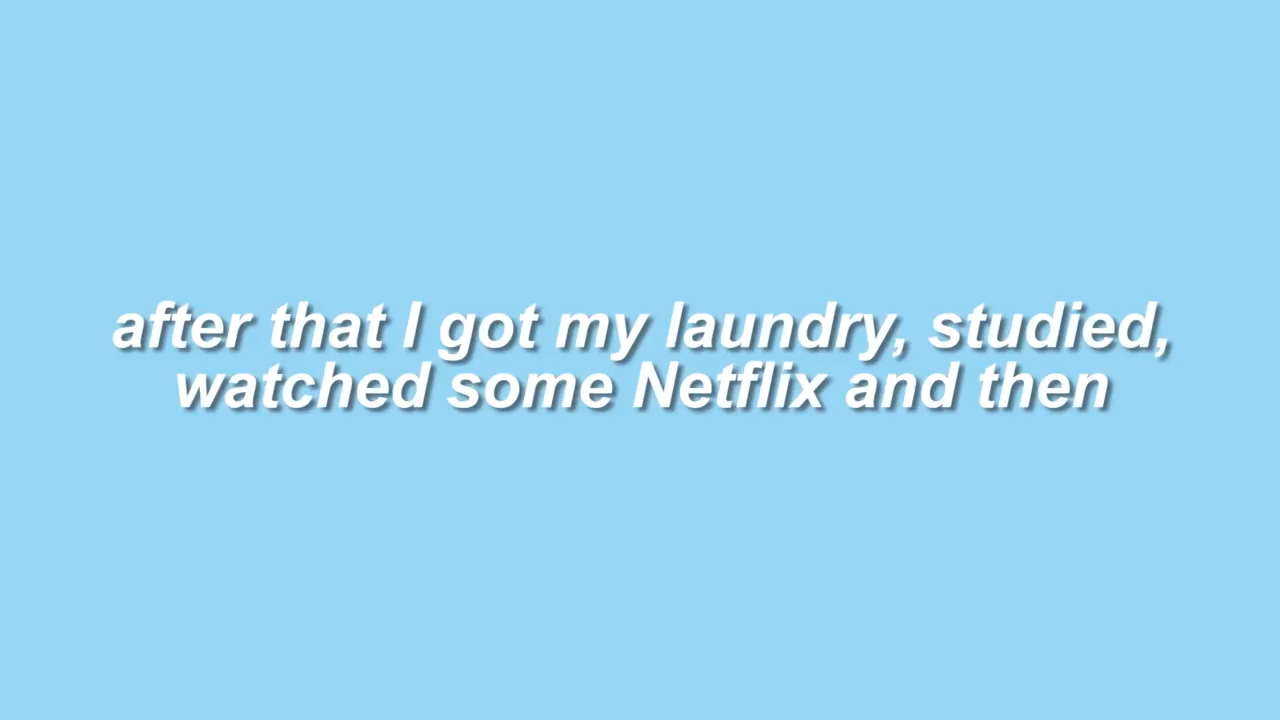 after that I got my laundry, studied,
watched some Netflix and then